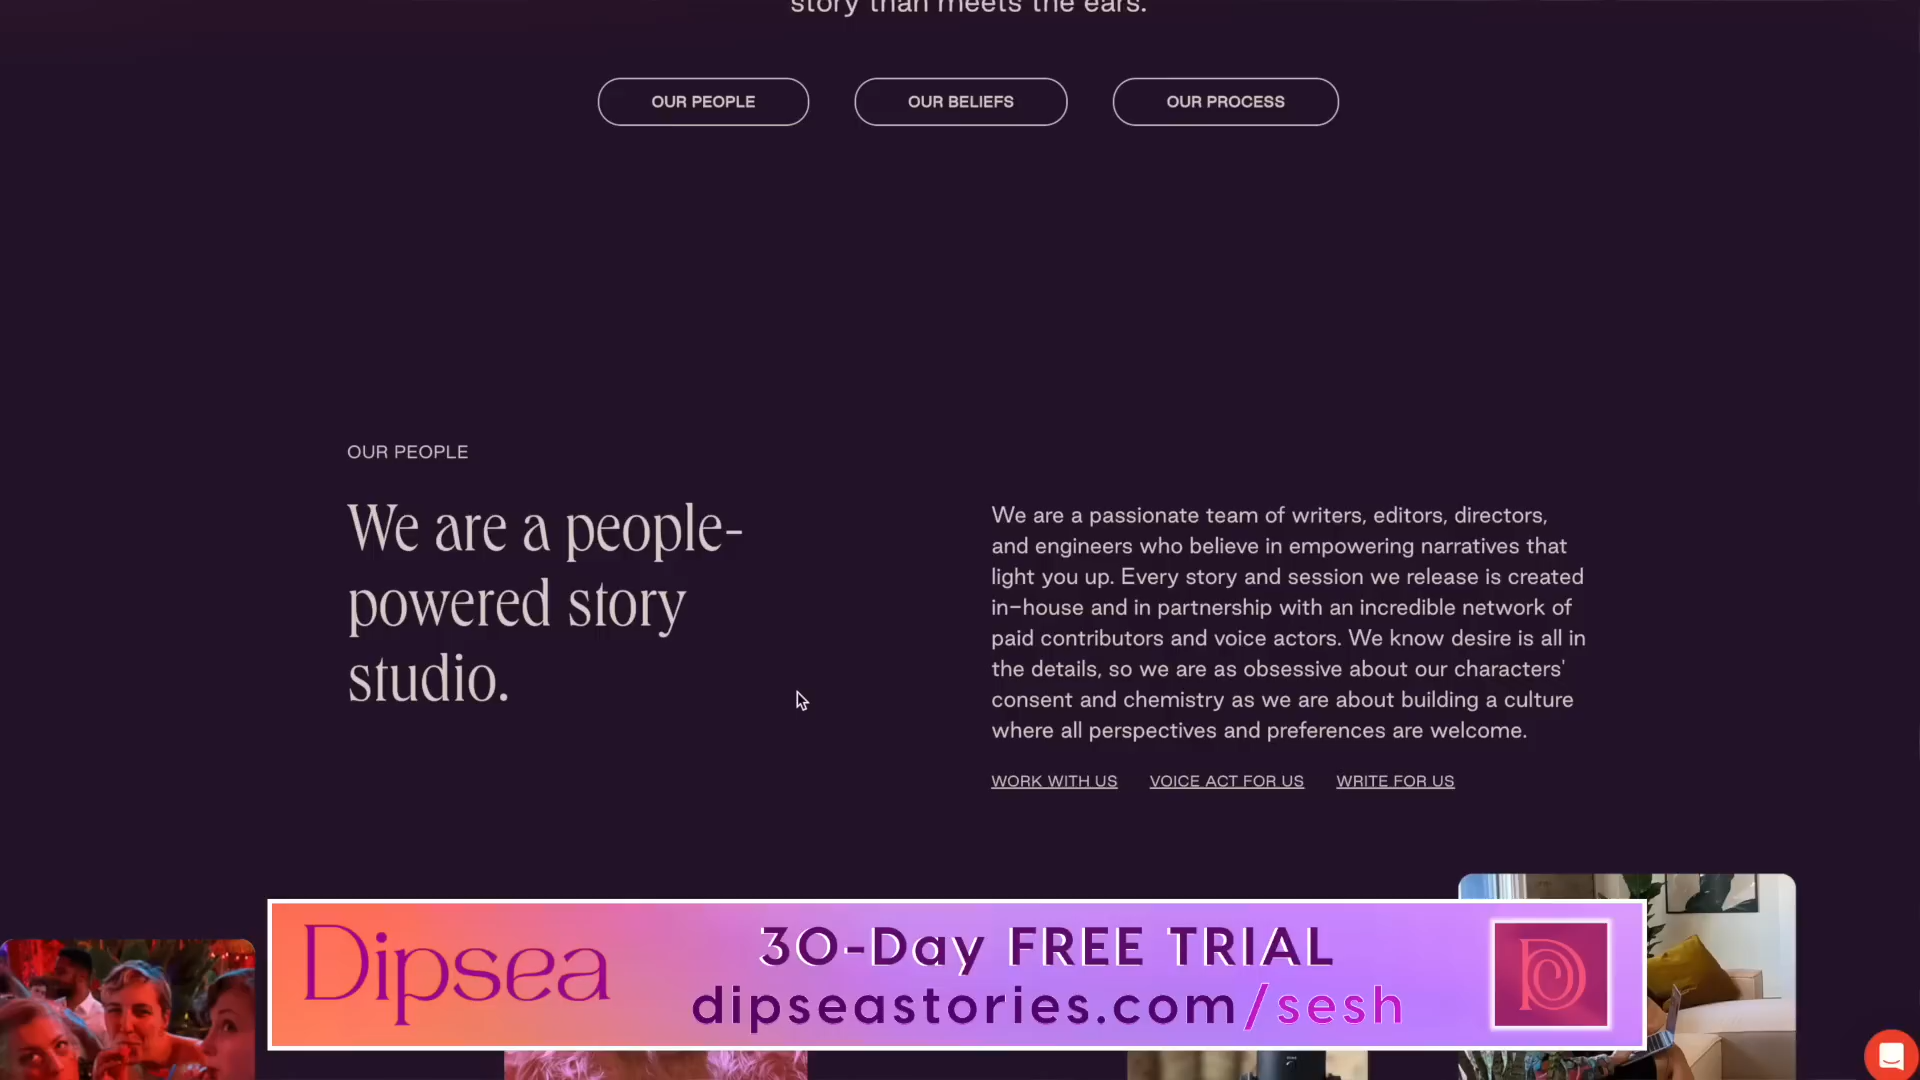 story than meets the ears.
OUR PEOPLE
OUR BELIEFS
OUR PROCESS
OUR PEOPLE
We are a people-
powered story
studio.
We are a passionate team of writers, editors, directors,
and engineers who believe in empowering narratives that
light you up. Every story and session we release is created
in-house and in partnership with an incredible network of
paid contributors and voice actors. We know desire is all in
the details, so we are as obsessive about our characters'
consent and chemistry as we are about building a culture
where all perspectives and preferences are welcome.
WORK WITH US
VOICE ACT FOR US
WRITE FOR US
Dipsea
30-Day FREE TRIAL
dipseastories.com/sesh